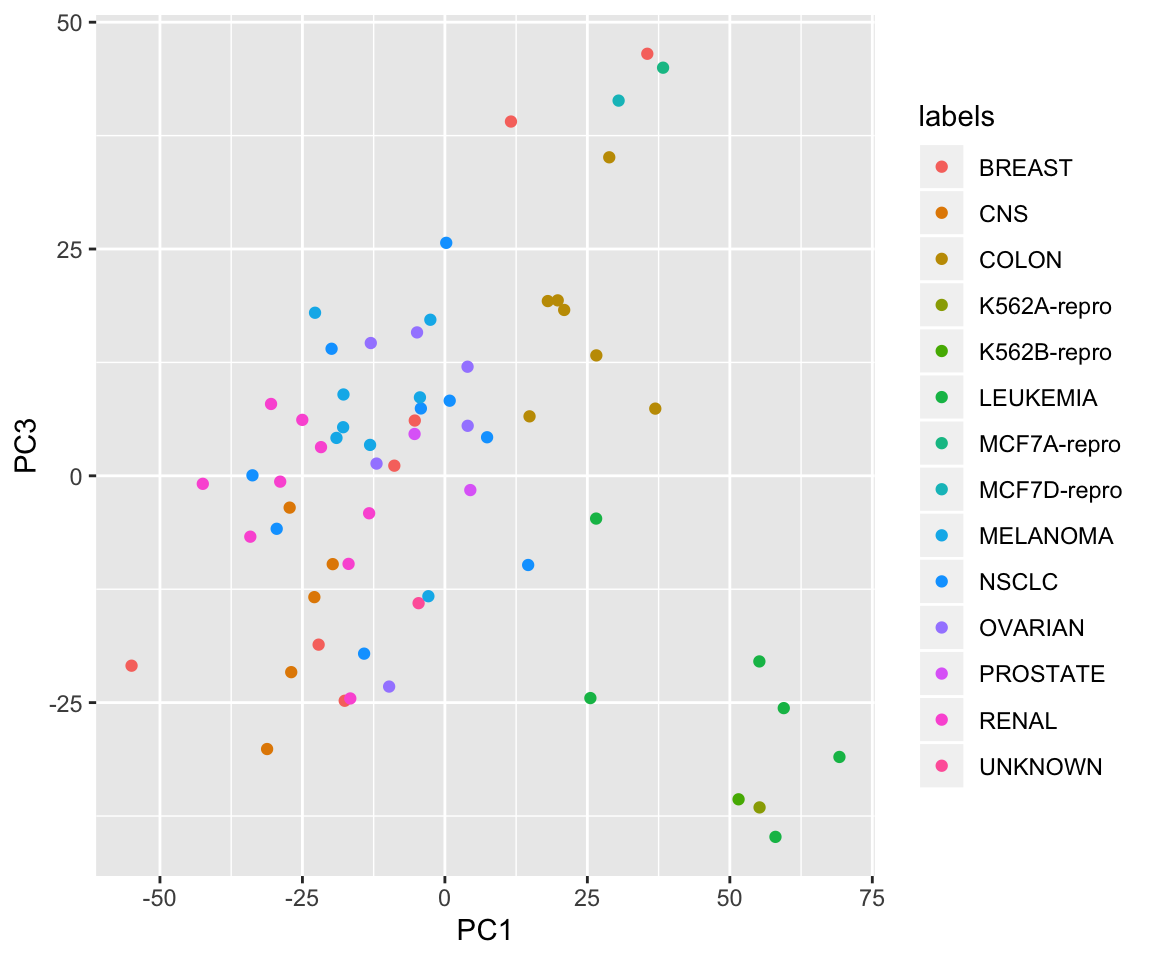 50
25
0
-25
PC3
-50
-25
0
25
50
75
PC1
labels
BREAST
CNS
COLON
K562A-repro
K562B-repro
LEUKEMIA
MCF7A-repro
MCF7D-repro
MELANOMA
NSCLC
OVARIAN
PROSTATE
RENAL
UNKNOWN